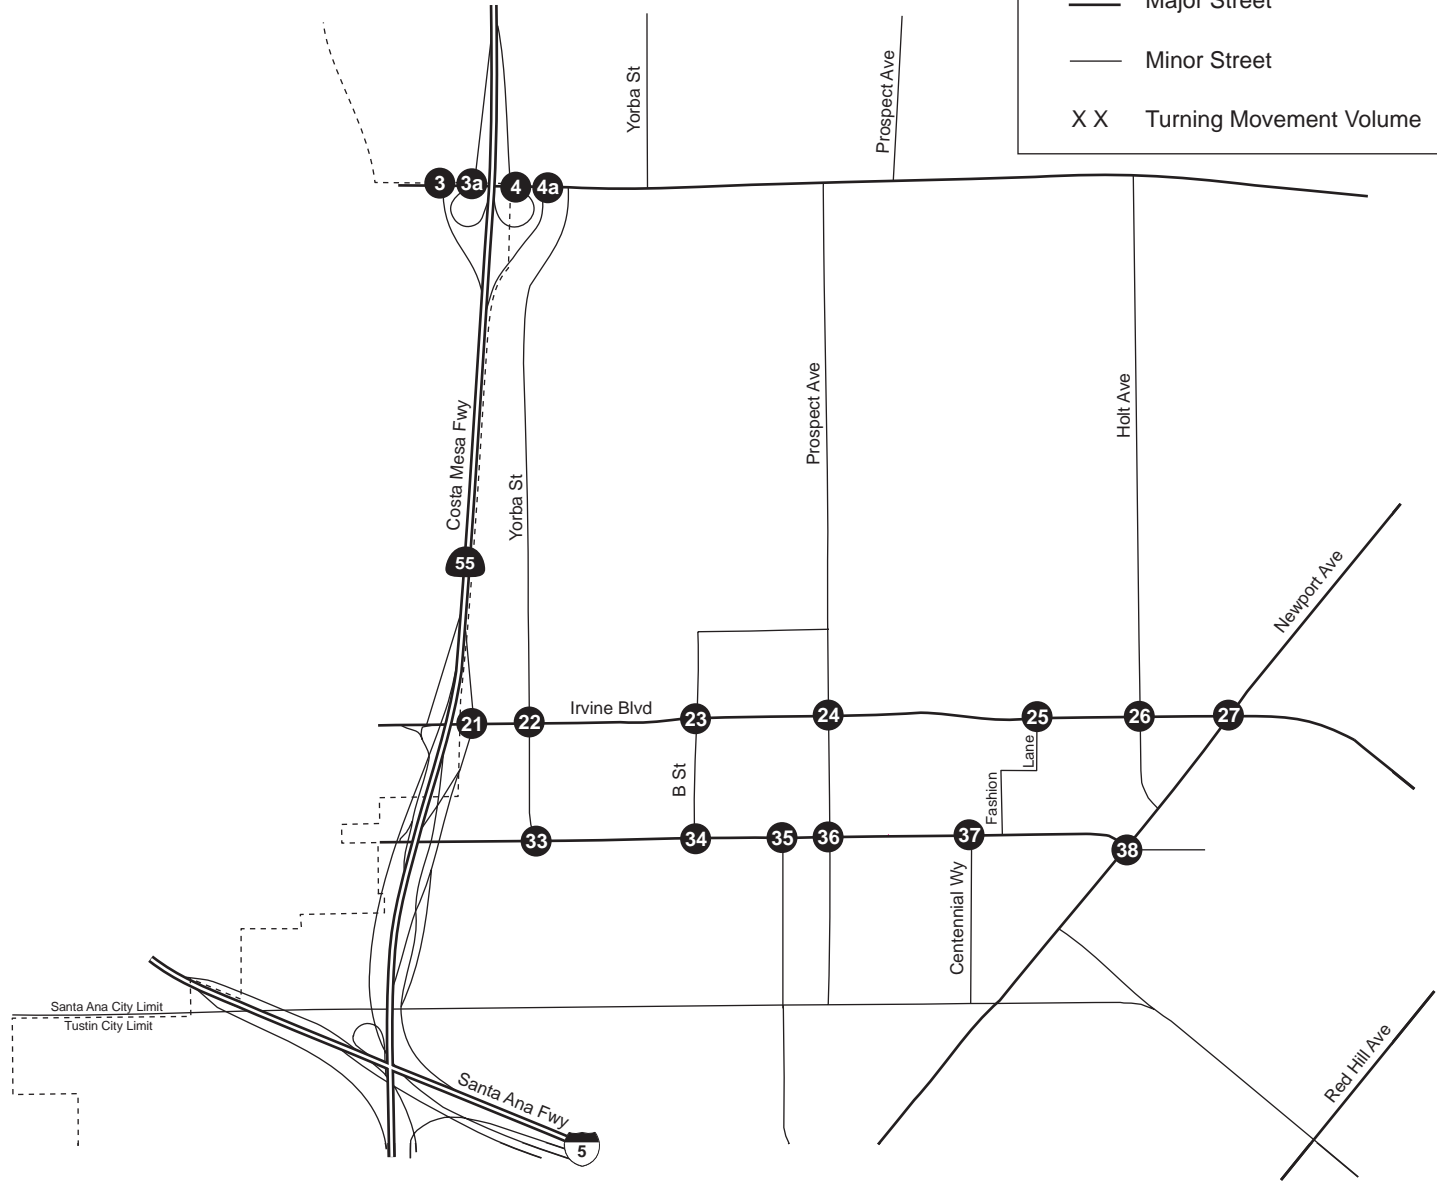 Major Street
Minor Street
X X Turning Movement Volume
Yorba St
Prospect Ave
3
3a
4
4a
Costa Mesa Fwy
Yorba St
Prospect Ave
Holt Ave
55
Newport Ave
Irvine Blvd
21
22
23
24
25
26
27
B St
Fashion
Lane
33
34
35
36
37
38
Centennial Wy
Santa Ana City Limit
Tustin City Limit
Santa Ana Fwy
5
Red Hill Ave